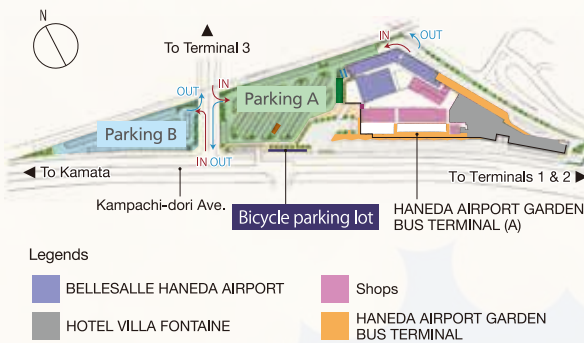 N
To Terminal 3
IN
OUT
OUT
IN
Parking A
Parking B
IN OUT
To Kamata
To Terminals 1 & 2
Kampachi-dori Ave.
Bicycle parking lot
HANEDA AIRPORT GARDEN
BUS TERMINAL (A)
Legends
BELLESALLE HANEDA AIRPORT
Shops
HOTEL VILLA FONTAINE
HANEDA AIRPORT GARDEN
BUS TERMINAL